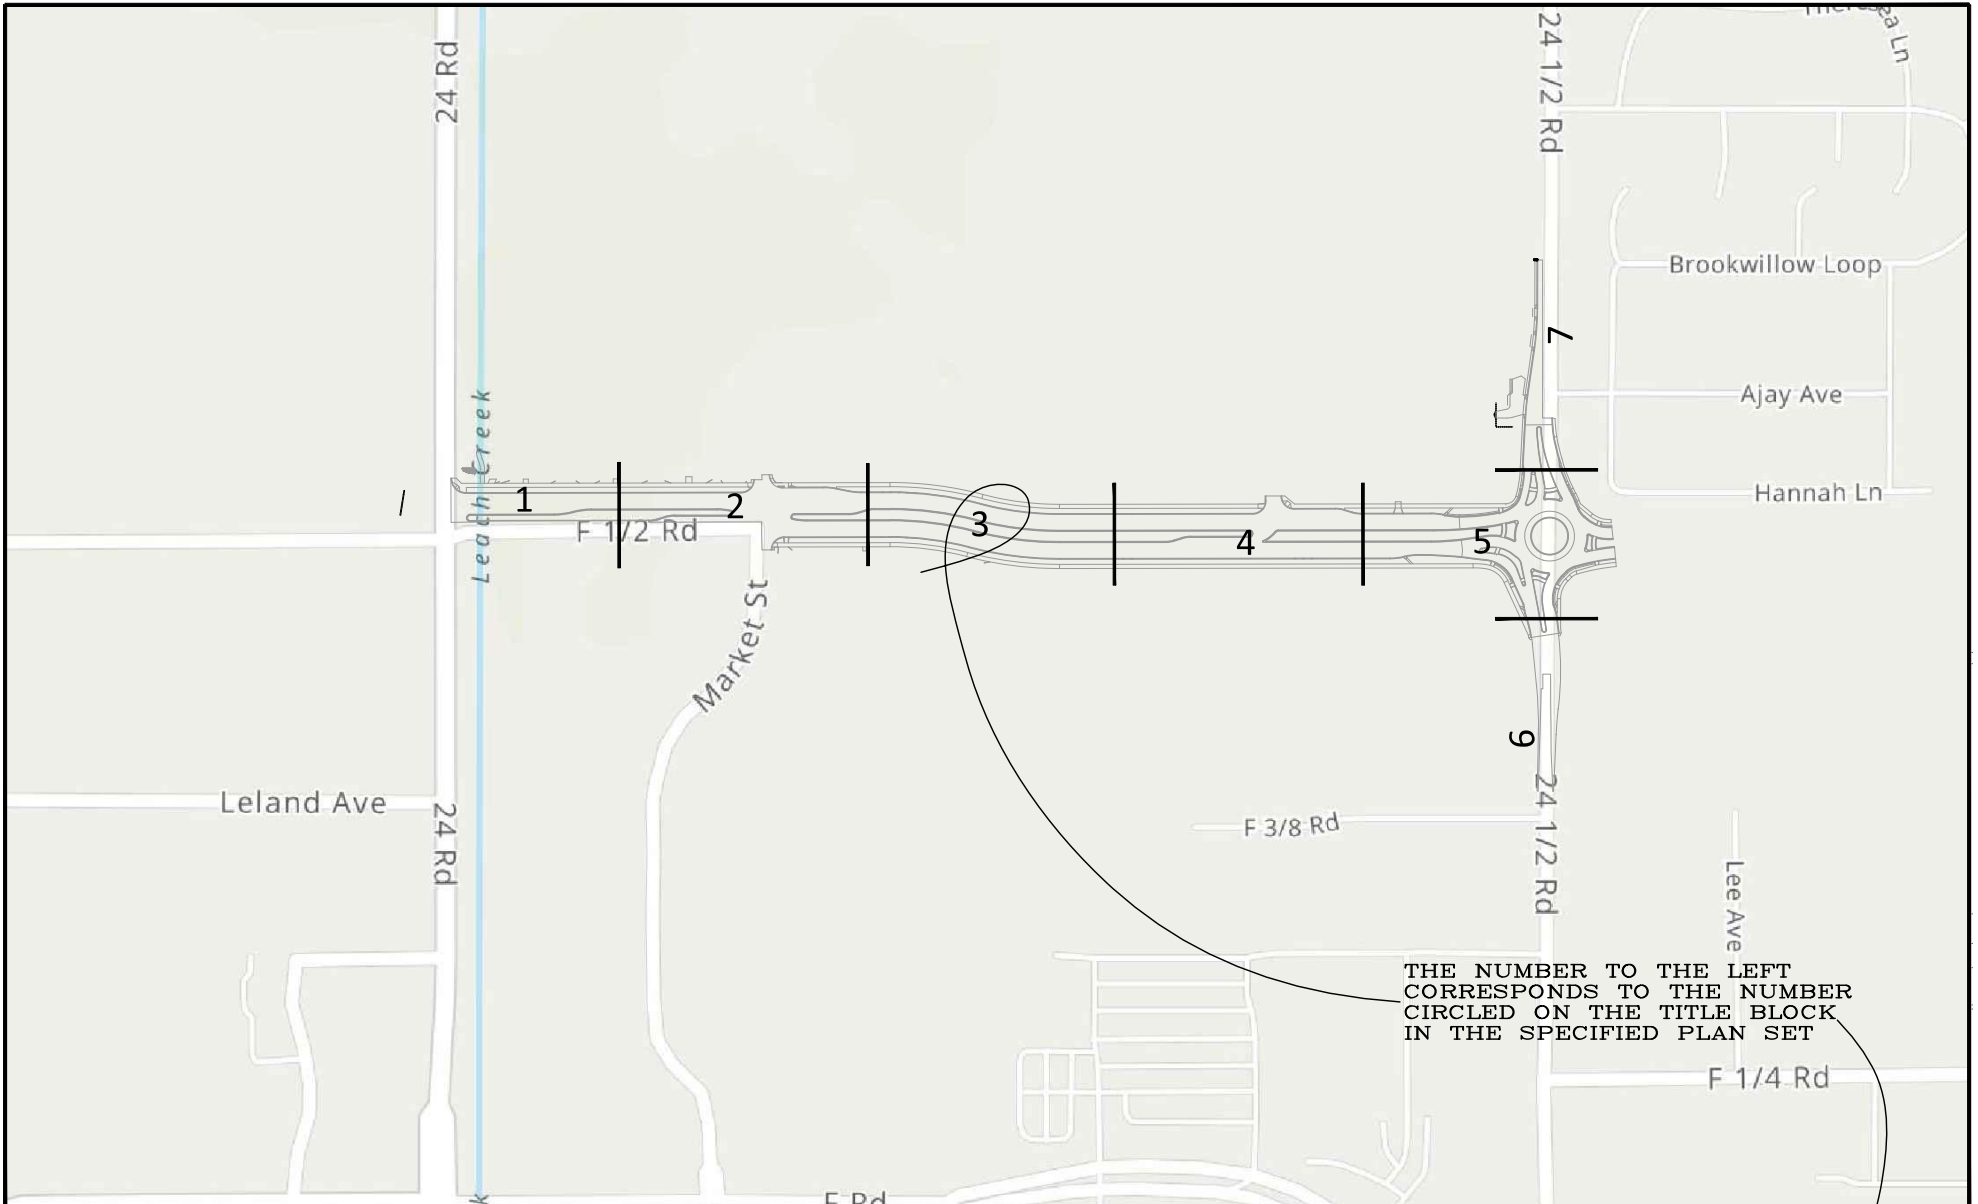 24 Rd
24 1/2 Rd
Brookwillow Loop
7
Ajay Ave
Leach Creek
Hannah Ln
1
2
3
4
5
F 1/2 Rd
Market St
6
Leland Ave
24 Rd
F 3/8 Rd
24 1/2 Rd
Lee Ave
THE NUMBER TO THE LEFT
CORRESPONDS TO THE NUMBER
CIRCLED ON THE TITLE BLOCK
IN THE SPECIFIED PLAN SET
F 1/4 Rd
F Rd